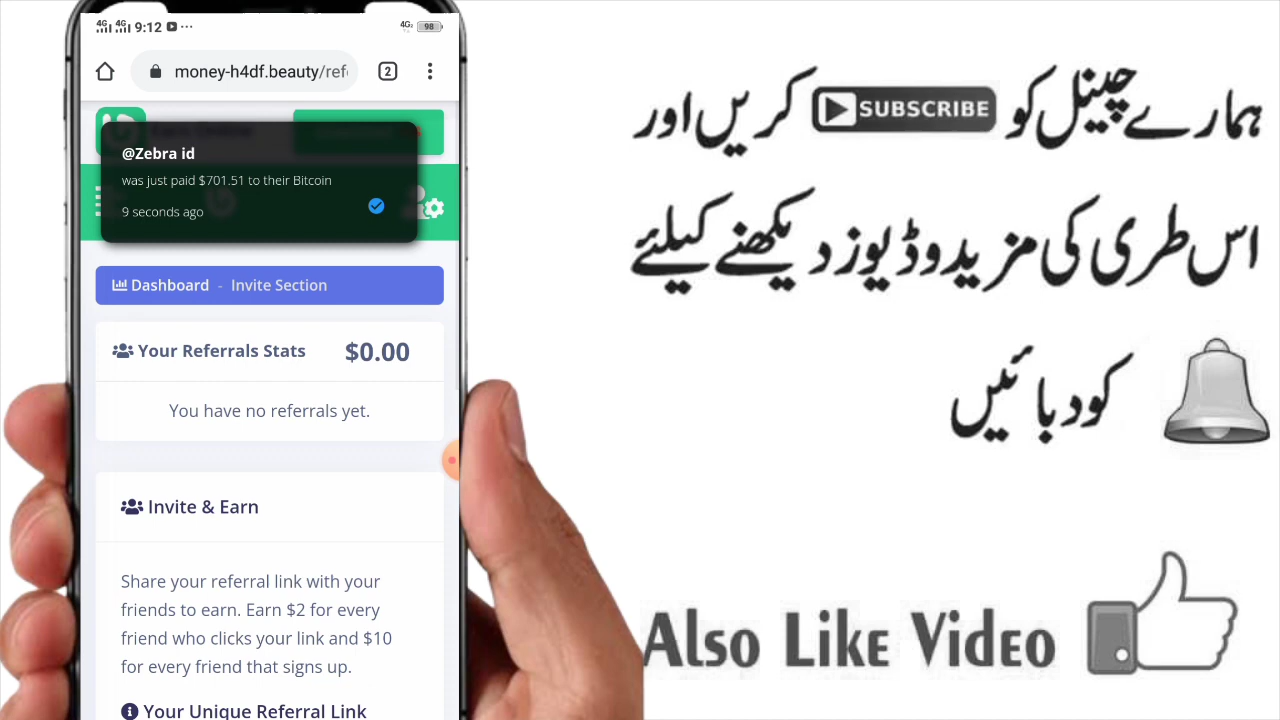 9:12
98
money-h4df.beauty/ref
2
@Zebra id
was just paid $701.51 to their Bitcoin
9 seconds ago
Dashboard - Invite Section
Your Referrals Stats $0.00
You have no referrals yet.
Invite & Earn
Share your referral link with your
friends to earn. Earn $2 for every
friend who clicks your link and $10
for every friend that signs up.
Your Unique Referral Link
ہمارے چینل کو SUBSCRIBE کریں اور
اس طری کی مزید وڈیوز دیکھنے کیلئے
کو دبائیں
Also Like Video